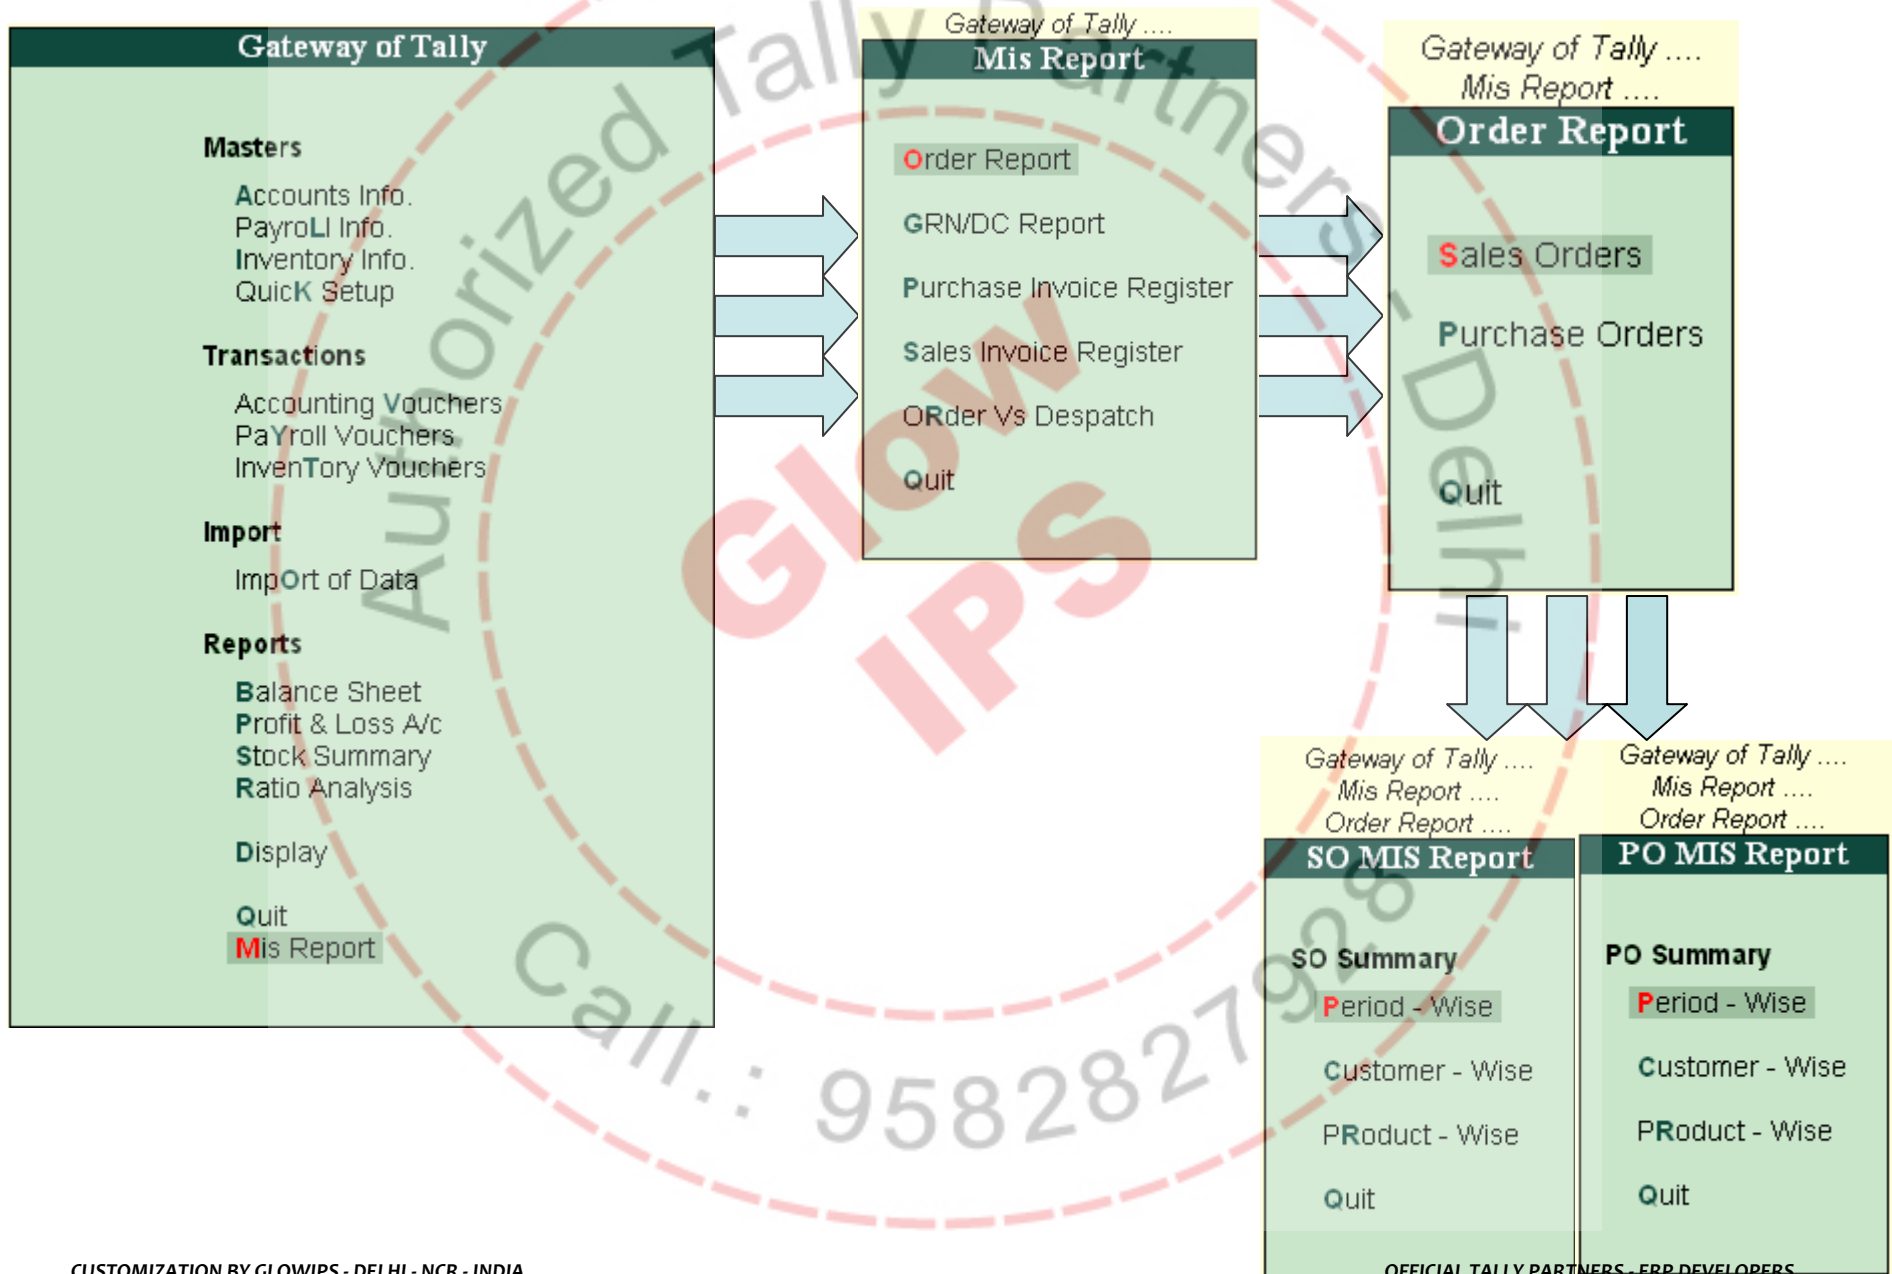 Gateway of Tally
Masters
Accounts Info.
PayroLl Info.
Inventory Info.
QuicK Setup
Transactions
Accounting Vouchers
PaYroll Vouchers
InvenTory Vouchers
Import
ImpOrt of Data
Reports
Balance Sheet
Profit & Loss A/c
Stock Summary
Ratio Analysis
Display
Quit
Mis Report
Gateway of Tally ....
Mis Report
Order Report
GRN/DC Report
Purchase Invoice Register
Sales Invoice Register
ORder Vs Despatch
Quit
Gateway of Tally ....
Mis Report ....
Order Report
Sales Orders
Purchase Orders
Quit
Gateway of Tally ....
Mis Report ....
Order Report ....
SO MIS Report
SO Summary
Period - Wise
Customer - Wise
PRoduct - Wise
Quit
Gateway of Tally ....
Mis Report ....
Order Report ....
PO MIS Report
PO Summary
Period - Wise
Customer - Wise
PRoduct - Wise
Quit
Authorized Tally Partners - Delhi
Glow
IPS
Call.: 9582827928
CUSTOMIZATION BY GLOWIPS - DELHI - NCR - INDIA
OFFICIAL TALLY PARTNERS - ERP DEVELOPERS